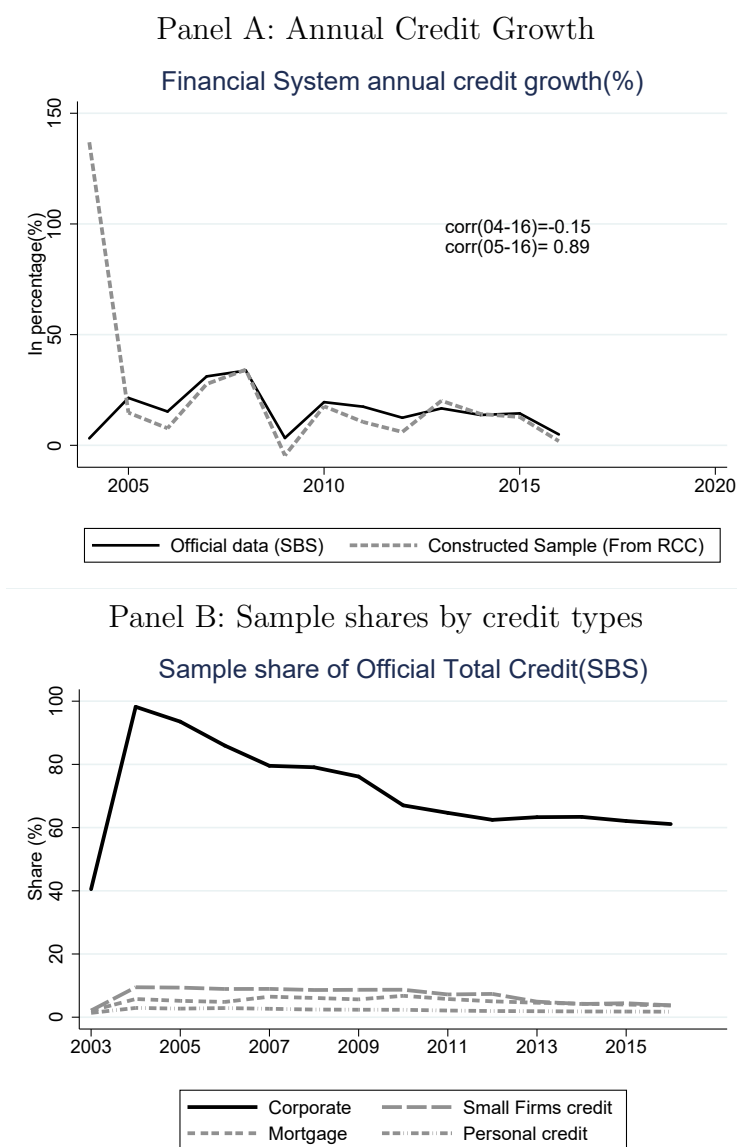 Panel A: Annual Credit Growth
Financial System annual credit growth(%)
In percentage(%)
150
100
50
0
corr(04-16)=-0.15
corr(05-16)= 0.89
2005 2010 2015 2020
Official data (SBS) Constructed Sample (From RCC)
Panel B: Sample shares by credit types
Sample share of Official Total Credit(SBS)
Share (%)
100
80
60
40
20
0
2003 2005 2007 2009 2011 2013 2015
Corporate Small Firms credit
Mortgage Personal credit